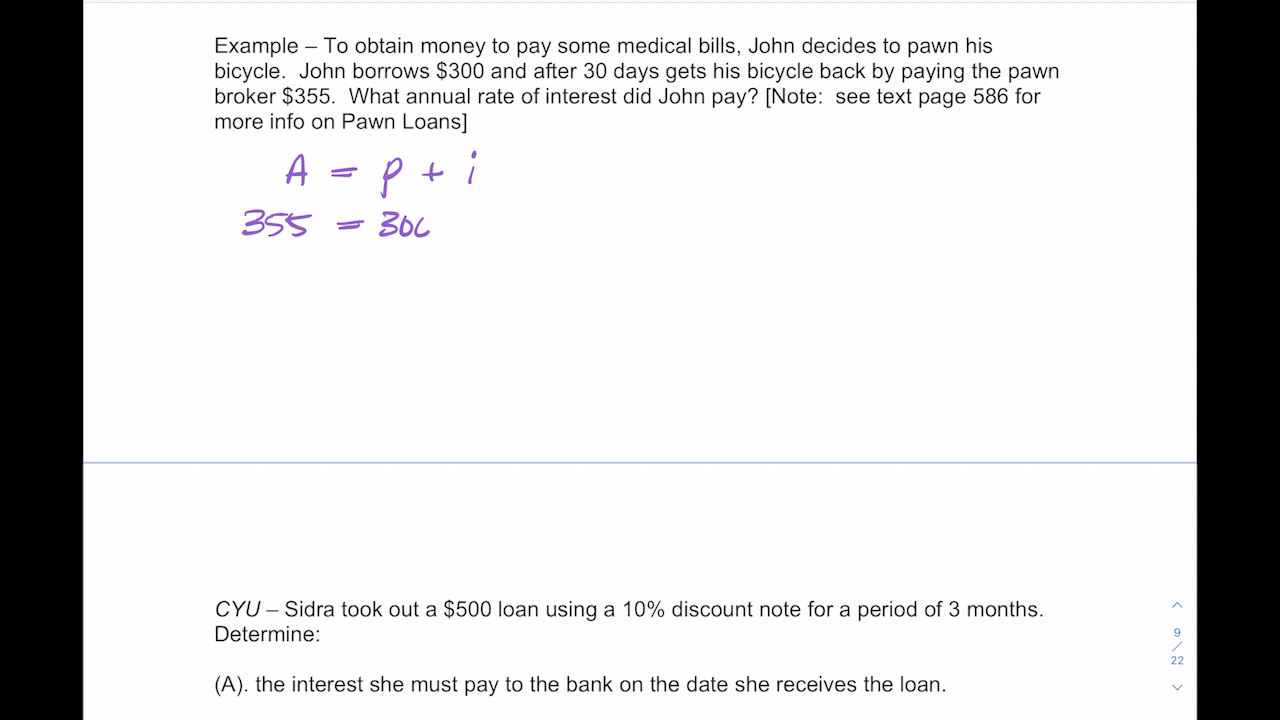 Example – To obtain money to pay some medical bills, John decides to pawn his
bicycle.  John borrows $300 and after 30 days gets his bicycle back by paying the pawn
broker $355.  What annual rate of interest did John pay? [Note:  see text page 586 for
more info on Pawn Loans]
A = p + i
355 = 300
CYU – Sidra took out a $500 loan using a 10% discount note for a period of 3 months.
Determine:
9
/
22
(A). the interest she must pay to the bank on the date she receives the loan.